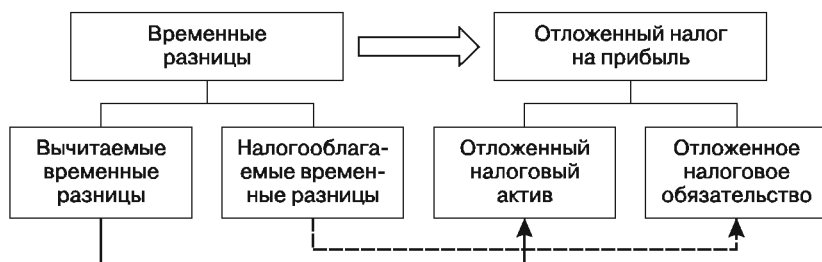 Временные
разницы
Отложенный налог
на прибыль
Вычитаемые
временные
разницы
Налогооблага-
емые времен-
ные разницы
Отложенный
налоговый
актив
Отложенное
налоговое
обязательство